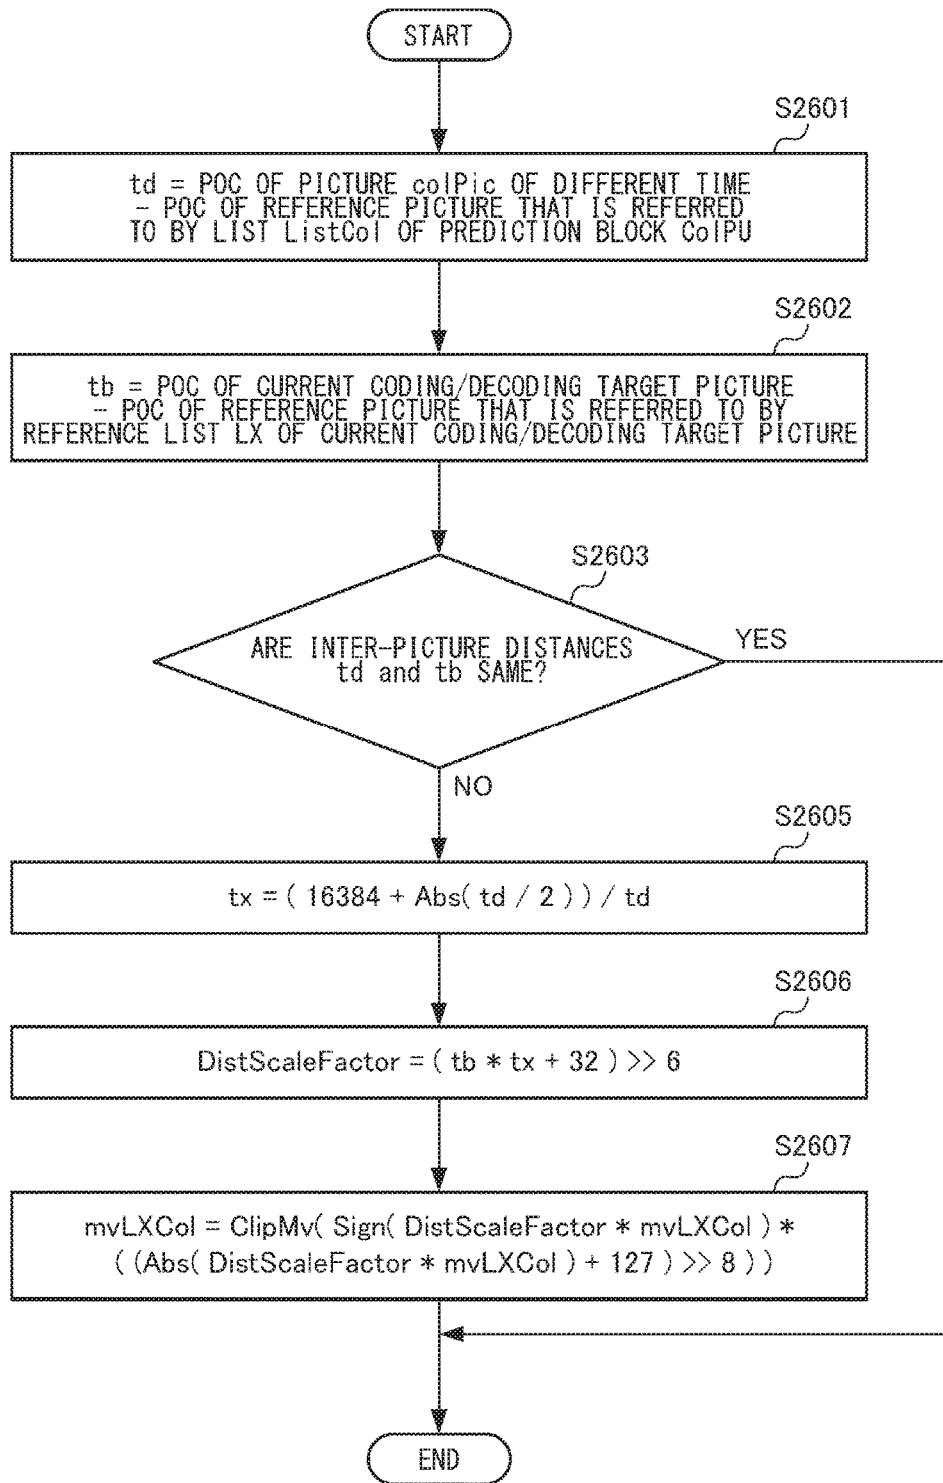 START
S2601
td = POC OF PICTURE colPic OF DIFFERENT TIME
- POC OF REFERENCE PICTURE THAT IS REFERRED
TO BY LIST ListCol OF PREDICTION BLOCK ColPU
S2602
tb = POC OF CURRENT CODING/DECODING TARGET PICTURE
- POC OF REFERENCE PICTURE THAT IS REFERRED TO BY
REFERENCE LIST LX OF CURRENT CODING/DECODING TARGET PICTURE
S2603
ARE INTER-PICTURE DISTANCES
td and tb SAME?
YES
NO
S2605
tx = ( 16384 + Abs( td / 2 ) ) / td
S2606
DistScaleFactor = ( tb * tx + 32 ) >> 6
S2607
mvLXCol = ClipMv( Sign( DistScaleFactor * mvLXCol ) *
( (Abs( DistScaleFactor * mvLXCol ) + 127 ) >> 8 ) )
END